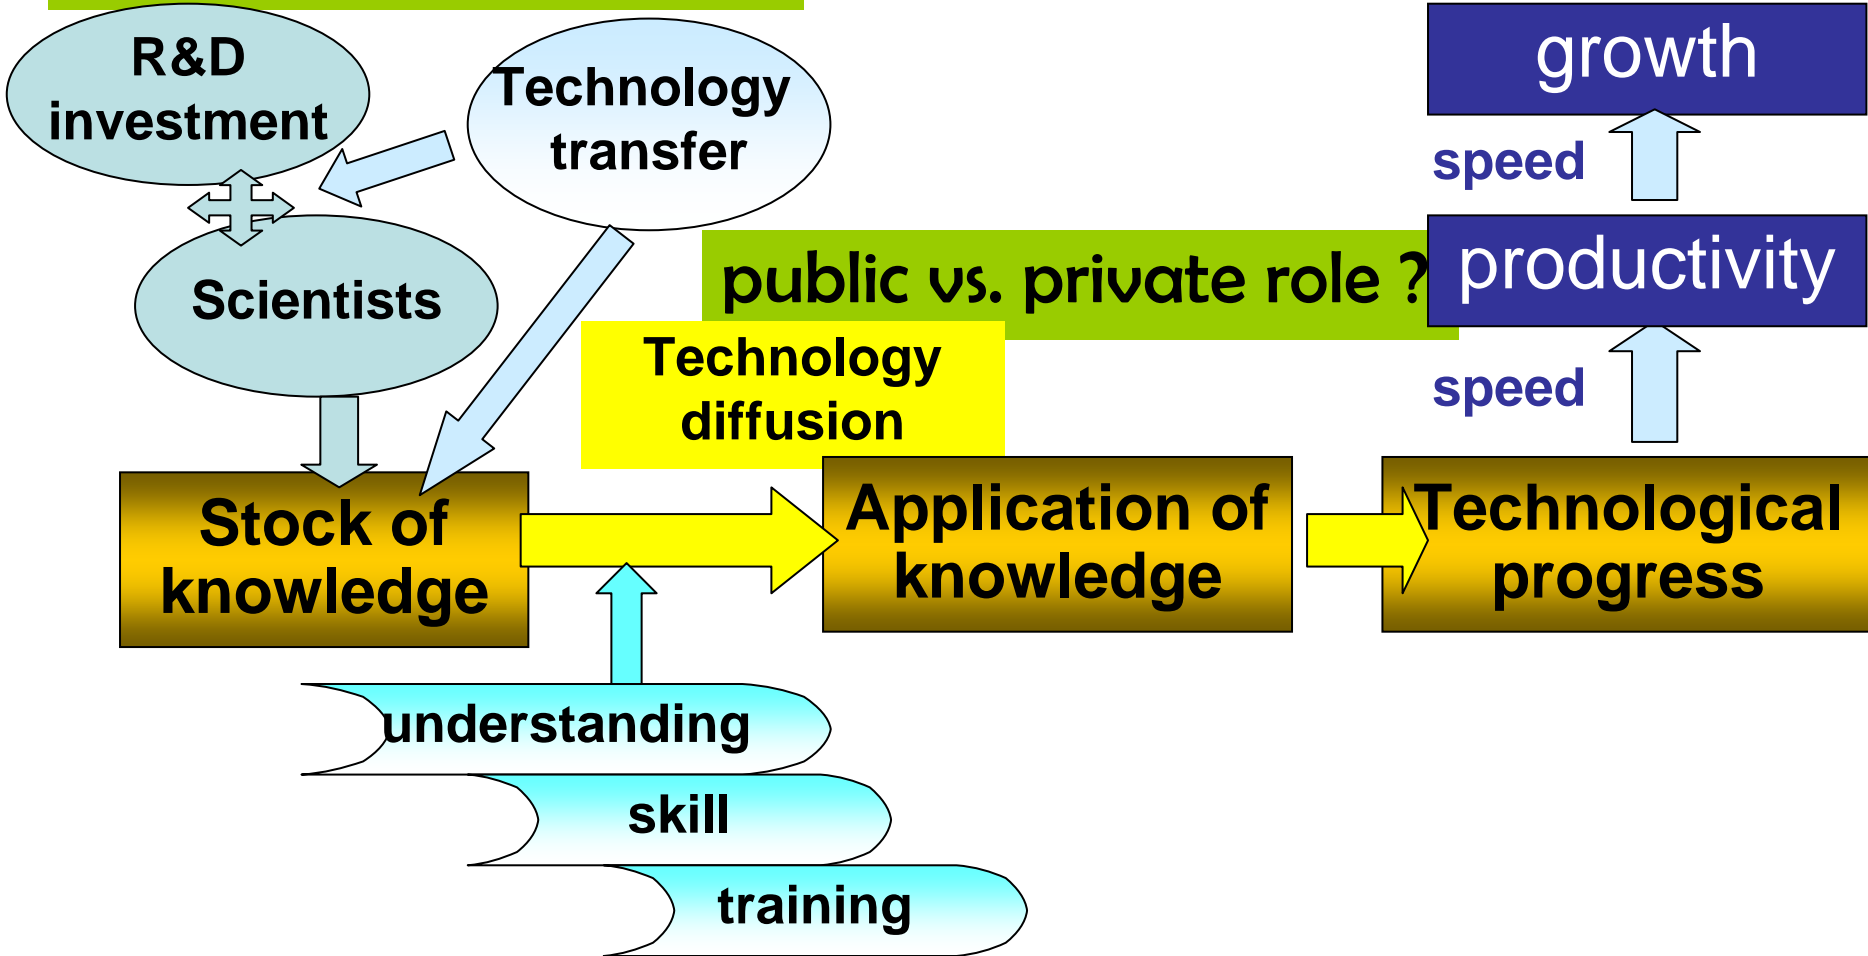 R&D
investment
Technology
transfer
growth
speed
Scientists
public vs. private role ?
productivity
Technology
diffusion
speed
Stock of
knowledge
Application of
knowledge
Technological
progress
understanding
skill
training